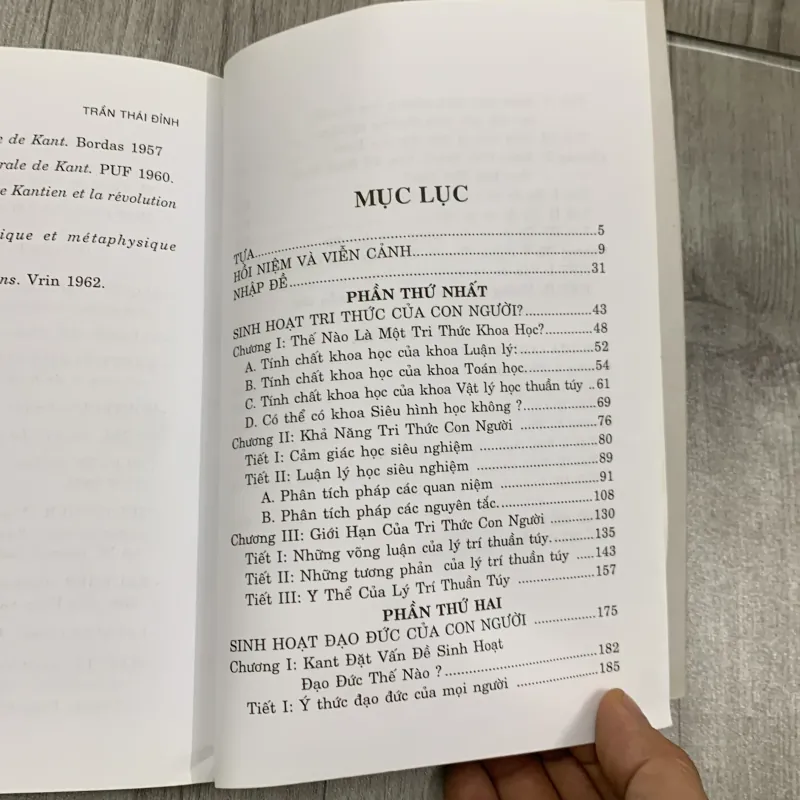 TRẦN THÁI ĐỈNH
de Kant. Bordas 1957
de Kant. PUF 1960.
Kantien et la révolution
et métaphysique
Vrin 1962.
MỤC LỤC
TỰA..........5
HỒI NIỆM VÀ VIỄN CẢNH..........9
NHẬP ĐỀ..........31
PHẦN THỨ NHẤT
SINH HOẠT TRI THỨC CỦA CON NGƯỜI?..........43
Chương I: Thế Nào Là Một Tri Thức Khoa Học?..........48
A. Tính chất khoa học của khoa Luận lý:..........52
B. Tính chất khoa học của khoa Toán học...........54
C. Tính chất khoa học của khoa Vật lý học thuần túy ..61
D. Có thể có khoa Siêu hình học không ?..........69
Chương II: Khả Năng Tri Thức Con Người ..........76
Tiết I: Cảm giác học siêu nghiệm ..........80
Tiết II: Luận lý học siêu nghiệm ..........89
A. Phân tích pháp các quan niệm ..........91
B. Phân tích pháp các nguyên tắc...........108
Chương III: Giới Hạn Của Tri Thức Con Người ..........130
Tiết I: Những võng luận của lý trí thuần túy...........135
Tiết II: Những tương phản của lý trí thuần túy .....143
Tiết III: Y Thể Của Lý Trí Thuần Túy ..........157
PHẦN THỨ HAI
SINH HOẠT ĐẠO ĐỨC CỦA CON NGƯỜI ..........175
Chương I: Kant Đặt Vấn Đề Sinh Hoạt
Đạo Đức Thế Nào ?..........182
Tiết I: Ý thức đạo đức của mọi người ..........185